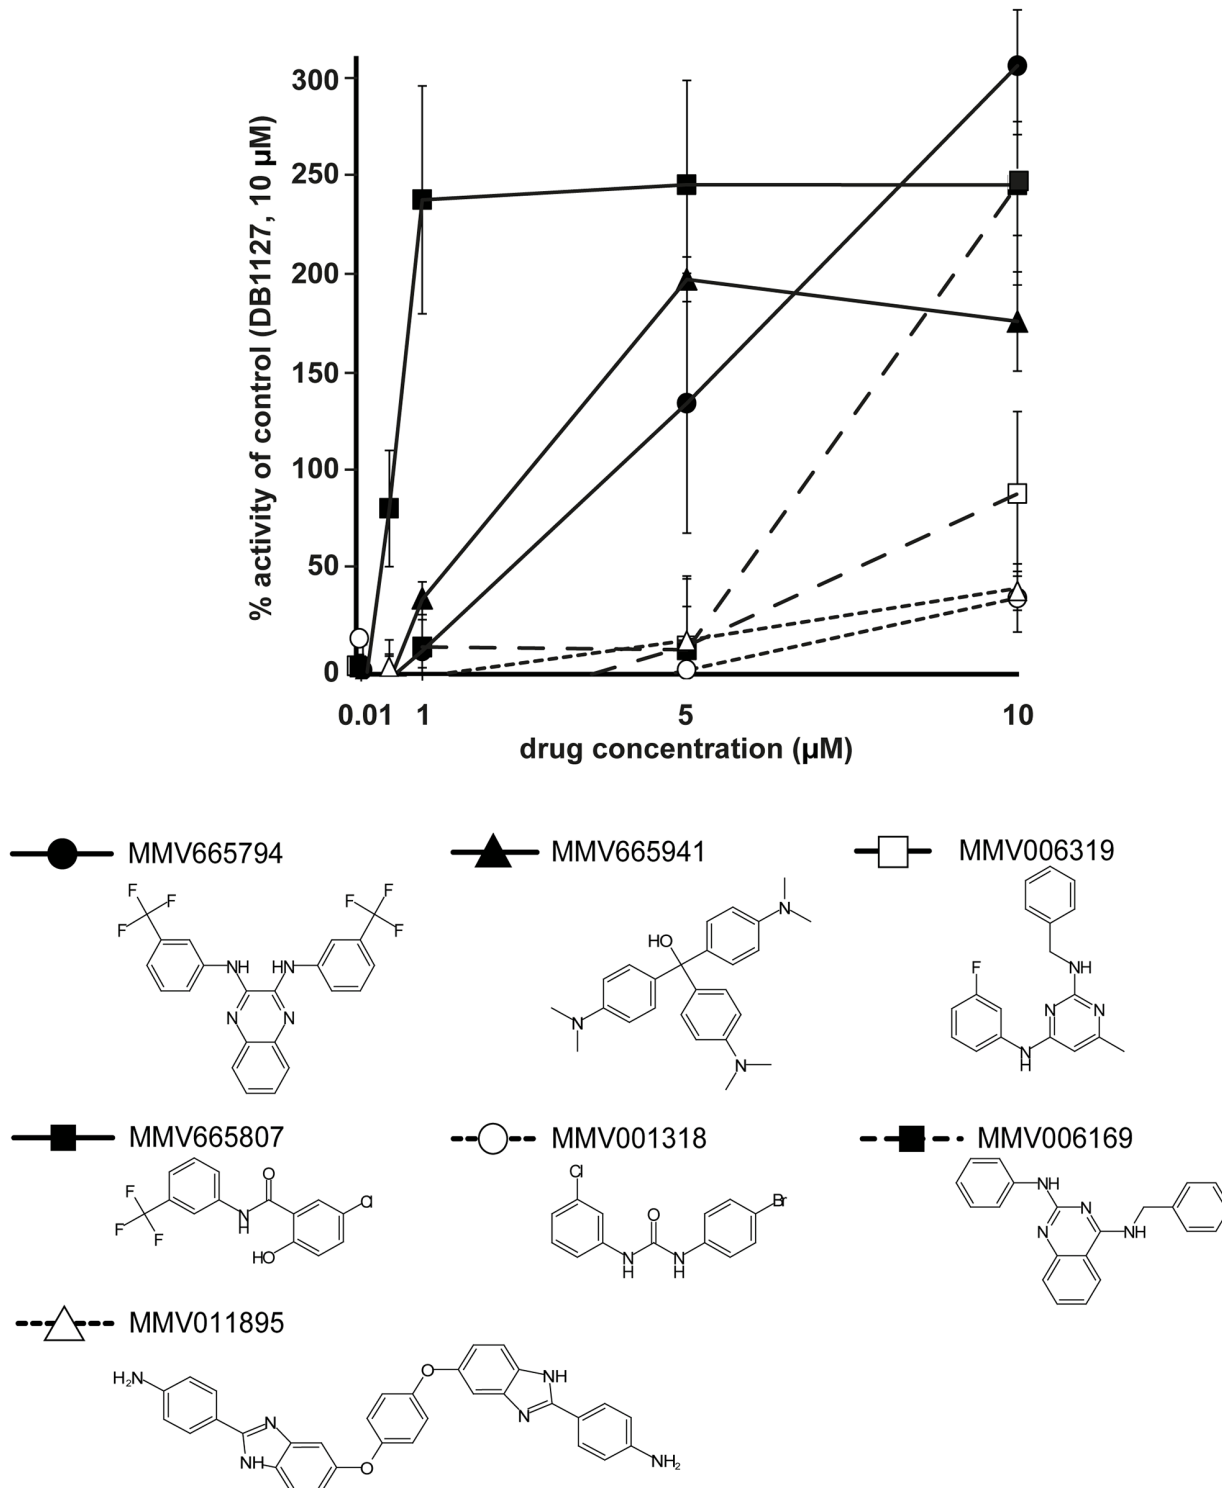 % activity of control (DB1127, 10 µM)
300
250
200
150
100
50
0
0.01 1 5 10
drug concentration (µM)
MMV665794 MMV665941 MMV006319
F F F F F F
NH HN
N N
HO
N
N
N
F
NH
N N
N
H
MMV665807 MMV001318 MMV006169
F F F
O
N
H
HO
Cl
Cl
O
N
H
N
H
Br
NH
N
N
NH
MMV011895
H2N
N
NH
O
O
NH
N
NH2